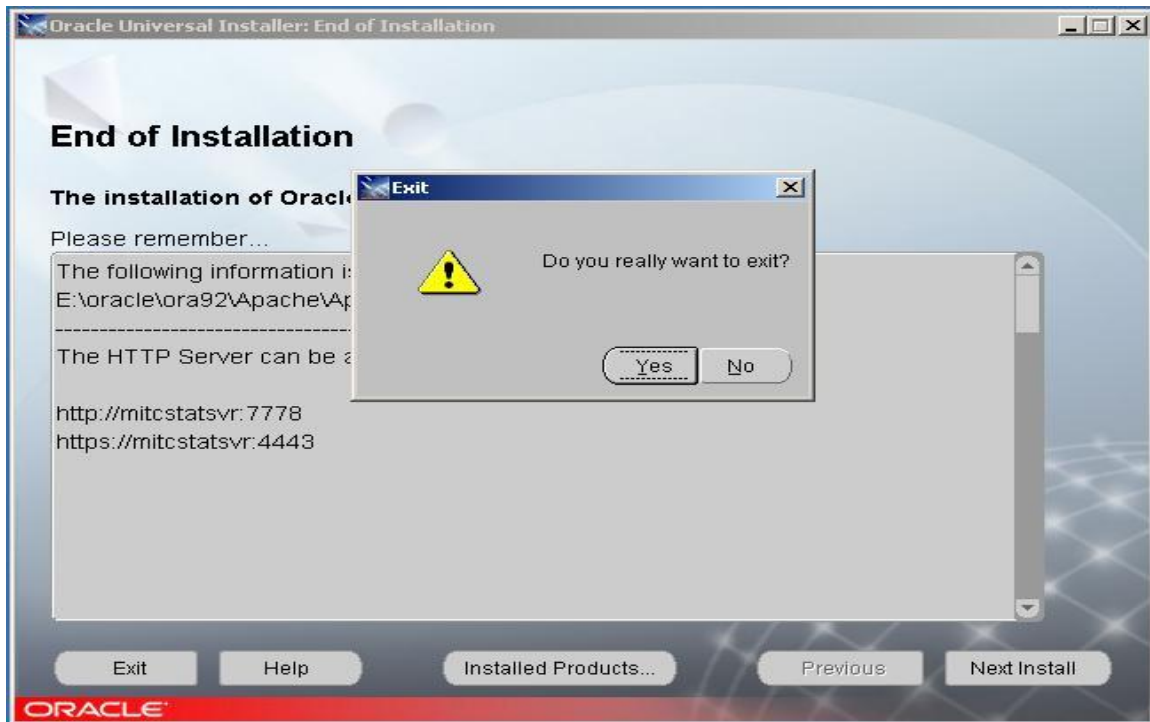 Oracle Universal Installer: End of Installation
End of Installation
The installation of Oracle
Please remember...
The following information is
E:\oracle\ora92\Apache\Ap
------------------------------------
The HTTP Server can be a
http://mitcstatsvr:7778
https://mitcstatsvr:4443
Exit
Do you really want to exit?
Yes No
Exit Help Installed Products... Previous Next Install
ORACLE